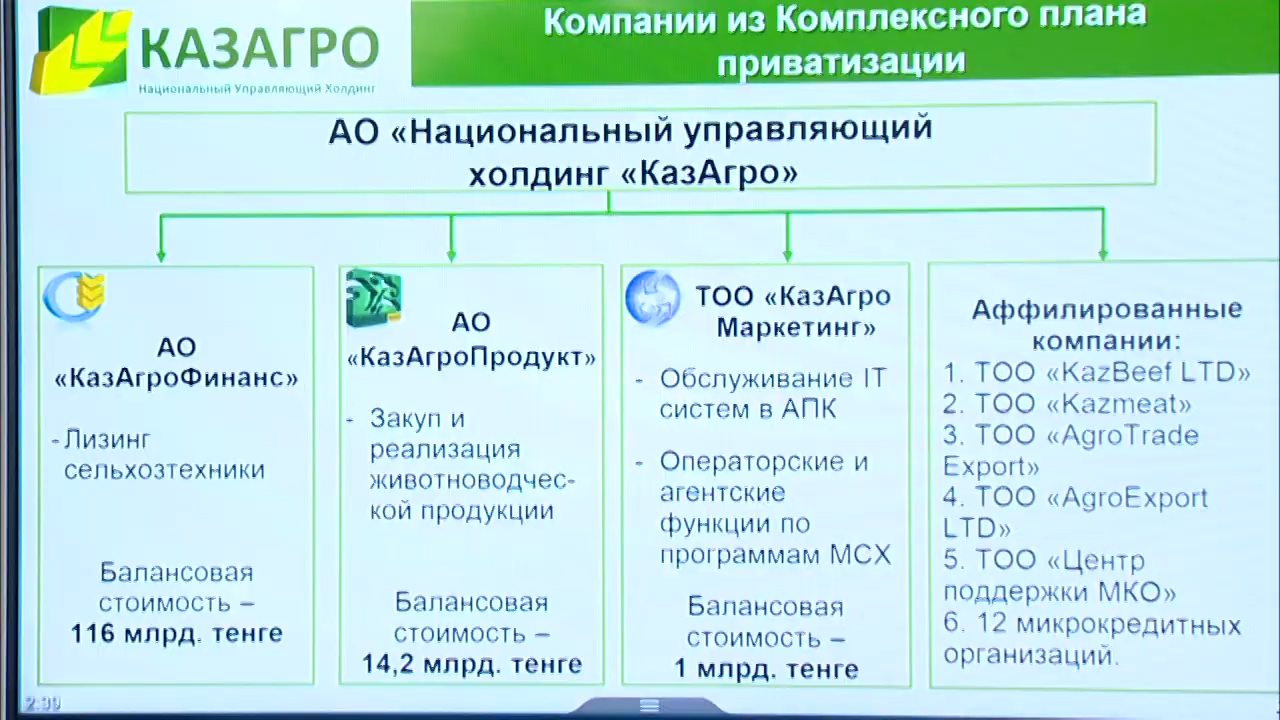 КАЗАГРО
Национальный Управляющий Холдинг
Компании из Комплексного плана
приватизации
АО «Национальный управляющий
холдинг «КазАгро»
АО
«КазАгроФинанс»
-Лизинг
сельхозтехники
Балансовая
стоимость –
116 млрд. тенге
АО
«КазАгроПродукт»
- Закуп и
реализация
животноводчес-
кой продукции
Балансовая
стоимость –
14,2 млрд. тенге
ТОО «КазАгро
Маркетинг»
- Обслуживание IT
систем в АПК
- Операторские и
агентские
функции по
программам МСХ
Балансовая
стоимость –
1 млрд. тенге
Аффилированные
компании:
1. ТОО «KazBeef LTD»
2. ТОО «Kazmeat»
3. ТОО «AgroTrade
Export»
4. ТОО «AgroExport
LTD»
5. ТОО «Центр
поддержки МКО»
6. 12 микрокредитных
организаций.
2:39